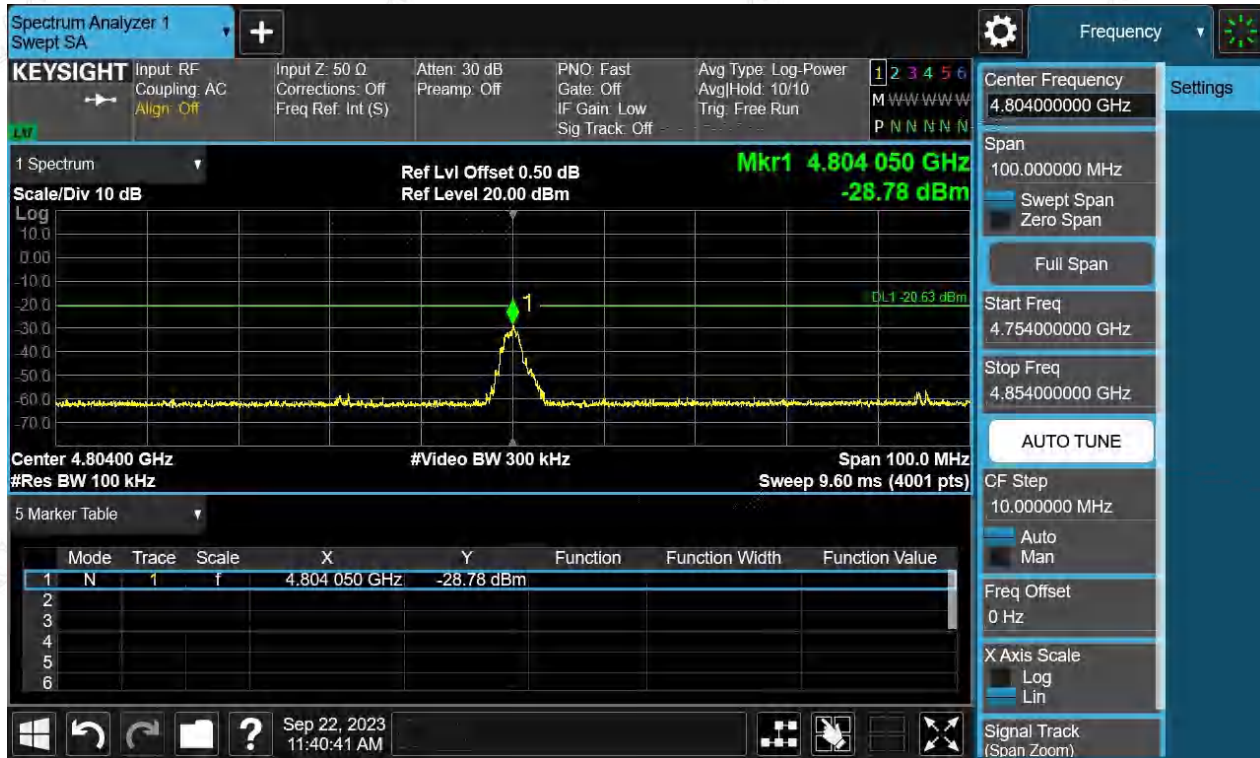 Spectrum Analyzer 1
Swept SA
+
Frequency
KEYSIGHT
Input: RF
Coupling: AC
Align: Off
Input Z: 50 Ω
Corrections: Off
Freq Ref: Int (S)
Atten: 30 dB
Preamp: Off
PNO: Fast
Gate: Off
IF Gain: Low
Sig Track: Off
Avg Type: Log-Power
Avg|Hold: 10/10
Trig: Free Run
1 2 3 4 5 6
M W W W W W
P N N N N N
LXI
1 Spectrum
Scale/Div 10 dB
Ref Lvl Offset 0.50 dB
Ref Level 20.00 dBm
Mkr1 4.804 050 GHz
-28.78 dBm
Log
10.0
0.00
-10.0
-20.0
-30.0
-40.0
-50.0
-60.0
-70.0
1
DL1 -20.63 dBm
Center 4.80400 GHz
#Video BW 300 kHz
Span 100.0 MHz
#Res BW 100 kHz
Sweep 9.60 ms (4001 pts)
5 Marker Table
Mode Trace Scale X Y Function Function Width Function Value
1 N 1 f 4.804 050 GHz -28.78 dBm
2
3
4
5
6
?
Sep 22, 2023
11:40:41 AM
Center Frequency
4.804000000 GHz
Settings
Span
100.000000 MHz
Swept Span
Zero Span
Full Span
Start Freq
4.754000000 GHz
Stop Freq
4.854000000 GHz
AUTO TUNE
CF Step
10.000000 MHz
Auto
Man
Freq Offset
0 Hz
X Axis Scale
Log
Lin
Signal Track
(Span Zoom)